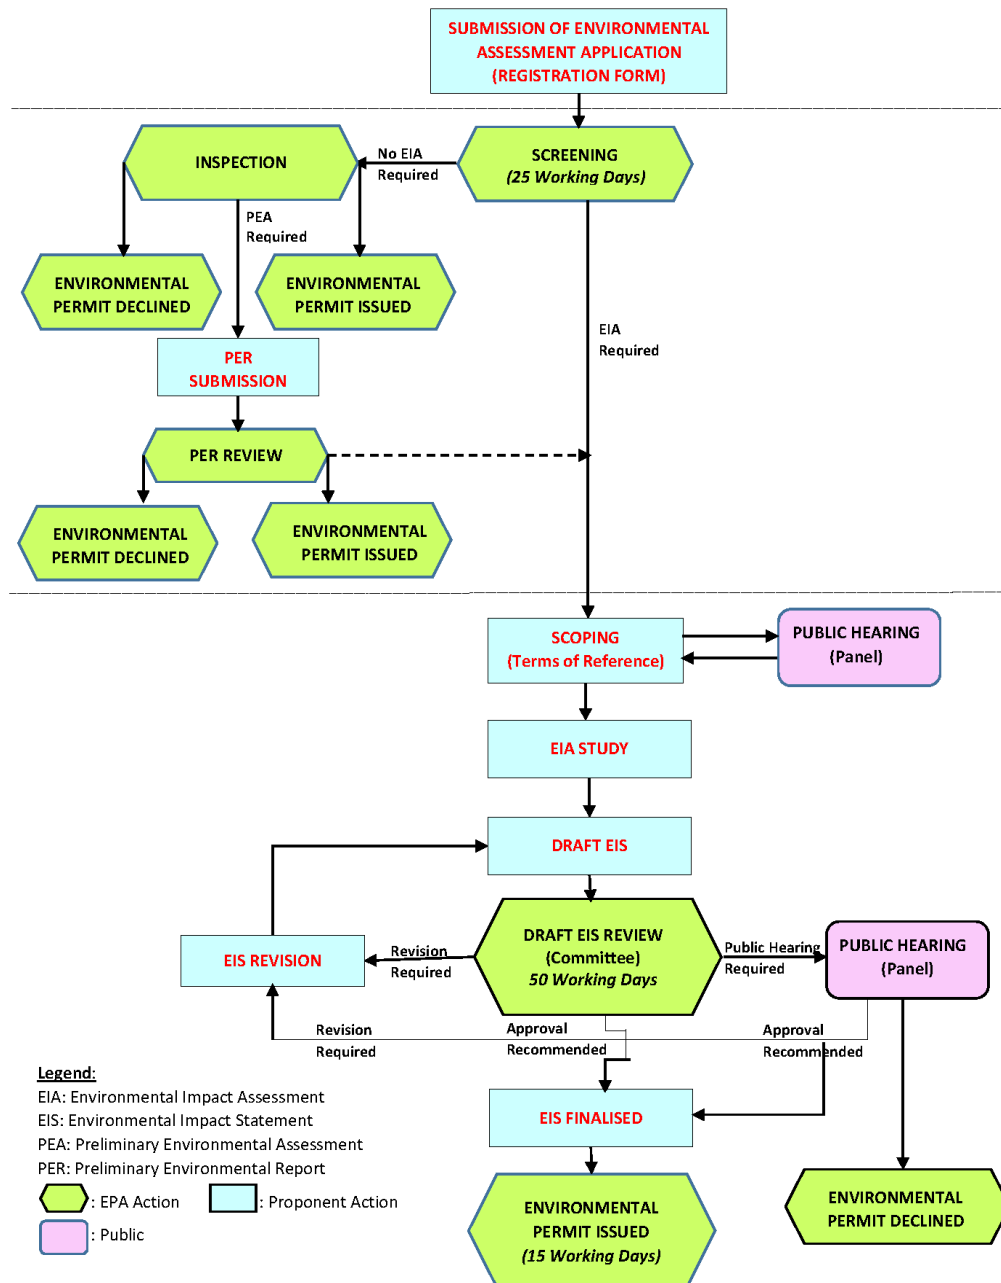 SUBMISSION OF ENVIRONMENTAL
ASSESSMENT APPLICATION
(REGISTRATION FORM)
INSPECTION
No EIA
Required
SCREENING
(25 Working Days)
PEA
Required
ENVIRONMENTAL
PERMIT DECLINED
ENVIRONMENTAL
PERMIT ISSUED
EIA
Required
PER
SUBMISSION
PER REVIEW
ENVIRONMENTAL
PERMIT DECLINED
ENVIRONMENTAL
PERMIT ISSUED
SCOPING
(Terms of Reference)
PUBLIC HEARING
(Panel)
EIA STUDY
DRAFT EIS
EIS REVISION
Revision
Required
DRAFT EIS REVIEW
(Committee)
50 Working Days
Public Hearing
Required
PUBLIC HEARING
(Panel)
Revision
Required
Approval
Recommended
Approval
Recommended
Legend:
EIA: Environmental Impact Assessment
EIS: Environmental Impact Statement
PEA: Preliminary Environmental Assessment
PER: Preliminary Environmental Report
: EPA Action
: Proponent Action
: Public
EIS FINALISED
ENVIRONMENTAL
PERMIT ISSUED
(15 Working Days)
ENVIRONMENTAL
PERMIT DECLINED